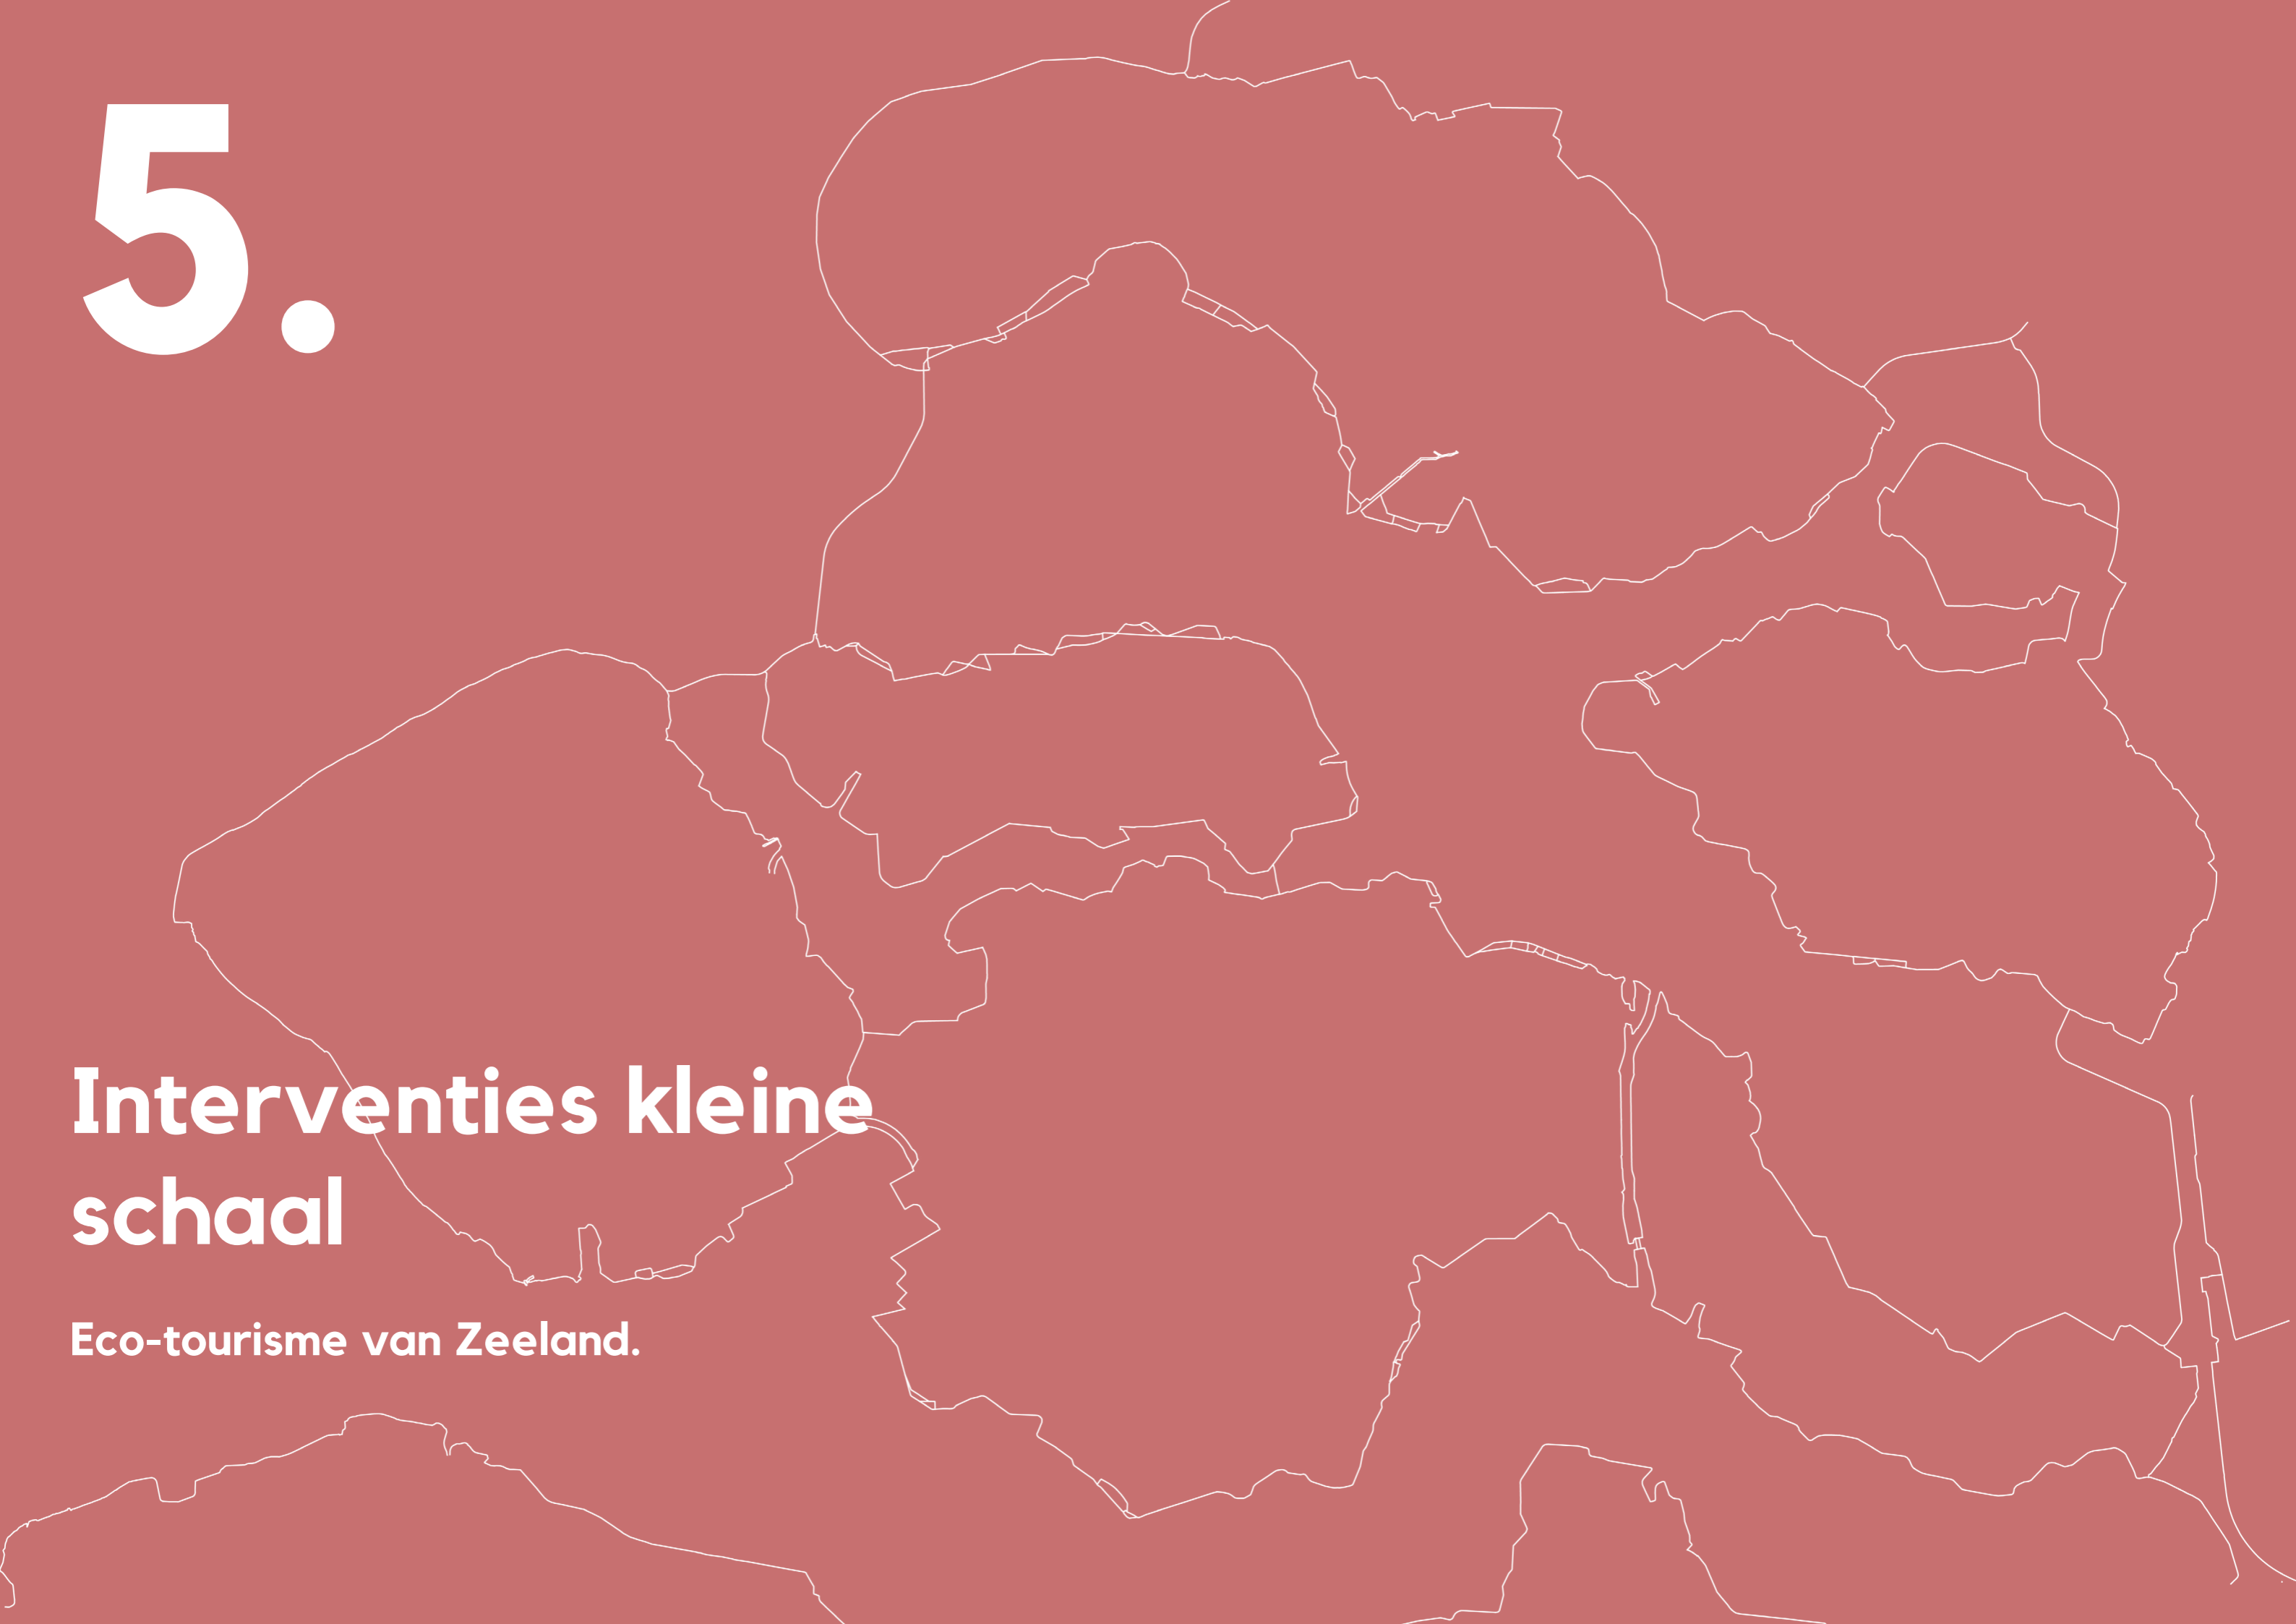 5.
Interventies kleine
schaal
Eco-tourisme van Zeeland.